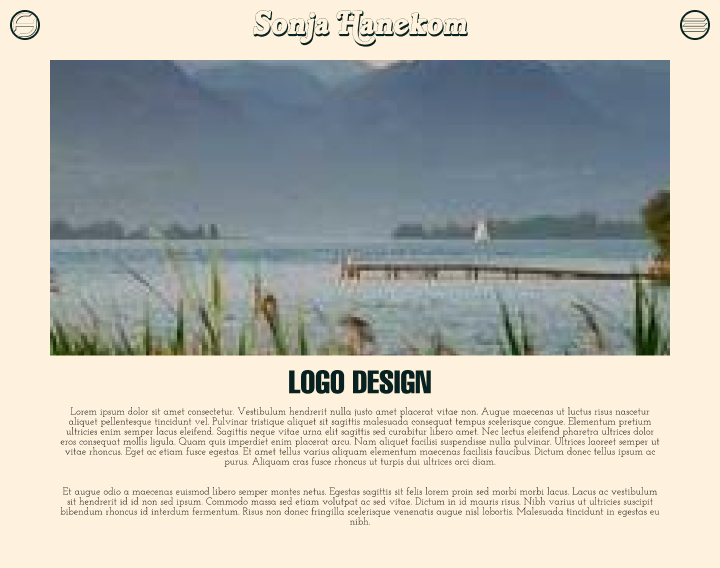 Sonja Hanekom
LOGO DESIGN
Lorem ipsum dolor sit amet consectetur. Vestibulum hendrerit nulla justo amet placerat vitae non. Augue maecenas ut luctus risus nascetur
aliquet pellentesque tincidunt vel. Pulvinar tristique aliquet sit sagittis malesuada consequat tempus scelerisque congue. Elementum pretium
ultricies enim semper lacus eleifend. Sagittis neque vitae urna elit sagittis sed curabitur libero amet. Nec lectus eleifend pharetra ultrices dolor
eros consequat mollis ligula. Quam quis imperdiet enim placerat arcu. Nam aliquet facilisi suspendisse nulla pulvinar. Ultrices laoreet semper ut
vitae rhoncus. Eget ac etiam fusce egestas. Et amet tellus varius aliquam elementum maecenas facilisis faucibus. Dictum donec tellus ipsum ac
purus. Aliquam cras fusce rhoncus ut turpis dui ultrices orci diam.
Et augue odio a maecenas euismod libero semper montes netus. Egestas sagittis sit felis lorem proin sed morbi morbi lacus. Lacus ac vestibulum
sit hendrerit id id non sed ipsum. Commodo massa sed etiam volutpat ac sed vitae. Dictum in id mauris risus. Nibh varius ut ultricies suscipit
bibendum rhoncus id interdum fermentum. Risus non donec fringilla scelerisque venenatis augue nisl lobortis. Malesuada tincidunt in egestas eu
nibh.